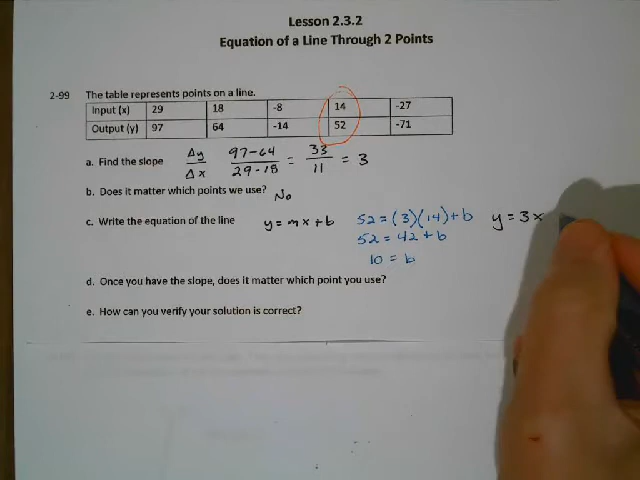 Lesson 2.3.2
Equation of a Line Through 2 Points
2-99 The table represents points on a line.
Input (x) 29 18 -8 14 -27
Output (y) 97 64 -14 52 -71
a. Find the slope Δy/Δx 97-64/29-18 = 33/11 = 3
b. Does it matter which points we use? No
c. Write the equation of the line y = mx + b 52 = (3)(14) + b y = 3x
52 = 42 + b
10 = b
d. Once you have the slope, does it matter which point you use?
e. How can you verify your solution is correct?